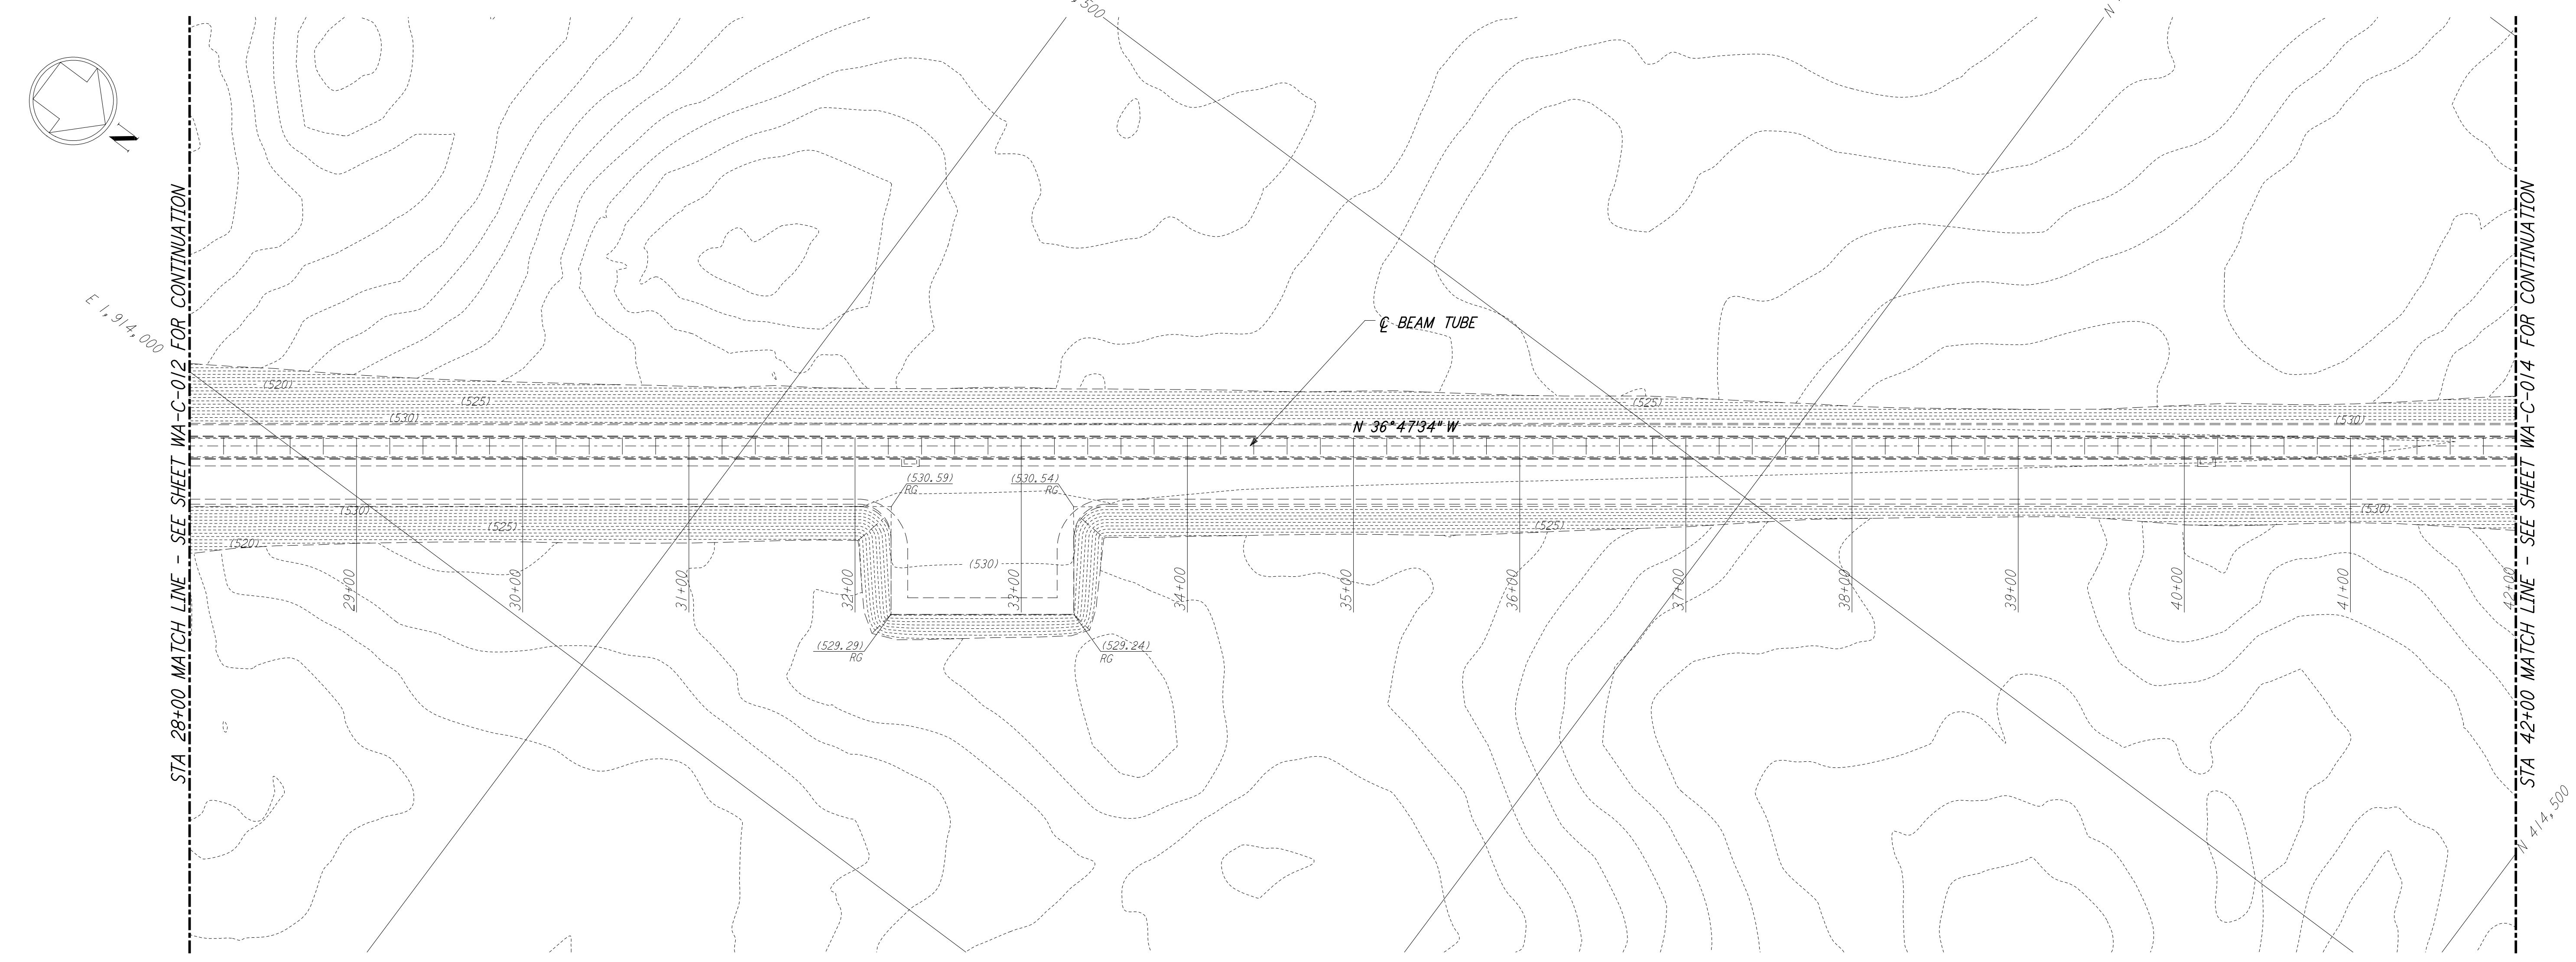 ,500
N
N
STA 28+00 MATCH LINE - SEE SHEET WA-C-012 FOR CONTINUATION
STA 42+00 MATCH LINE - SEE SHEET WA-C-014 FOR CONTINUATION
E 1,914,000
℄ BEAM TUBE
(520)
(525)
(530)
(525)
(530)
N 36°47'34" W
(530.59)
RG
(530.54)
RG
(530)
(525)
(520)
(525)
(530)
(530)
29+00
30+00
31+00
32+00
33+00
34+00
35+00
36+00
37+00
38+00
39+00
40+00
41+00
42+00
(529.29)
RG
(529.24)
RG
N 414,500